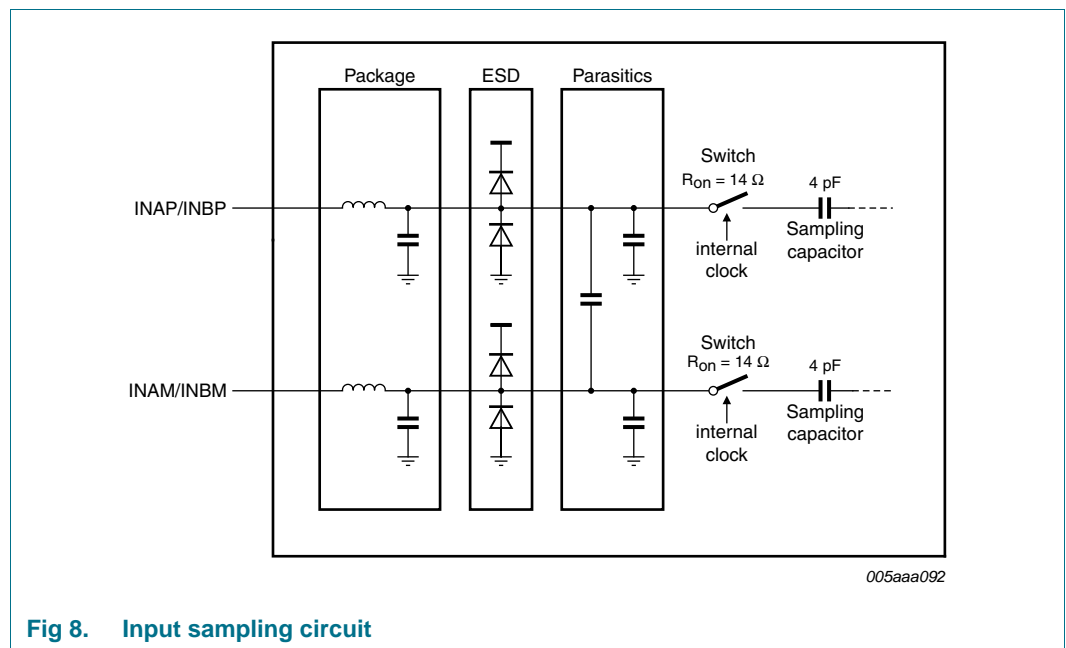 Package ESD Parasitics
Switch
Ron = 14 Ω
4 pF
INAP/INBP
internal
clock
Sampling
capacitor
Switch
Ron = 14 Ω
4 pF
INAM/INBM
internal
clock
Sampling
capacitor
005aaa092
Fig 8. Input sampling circuit